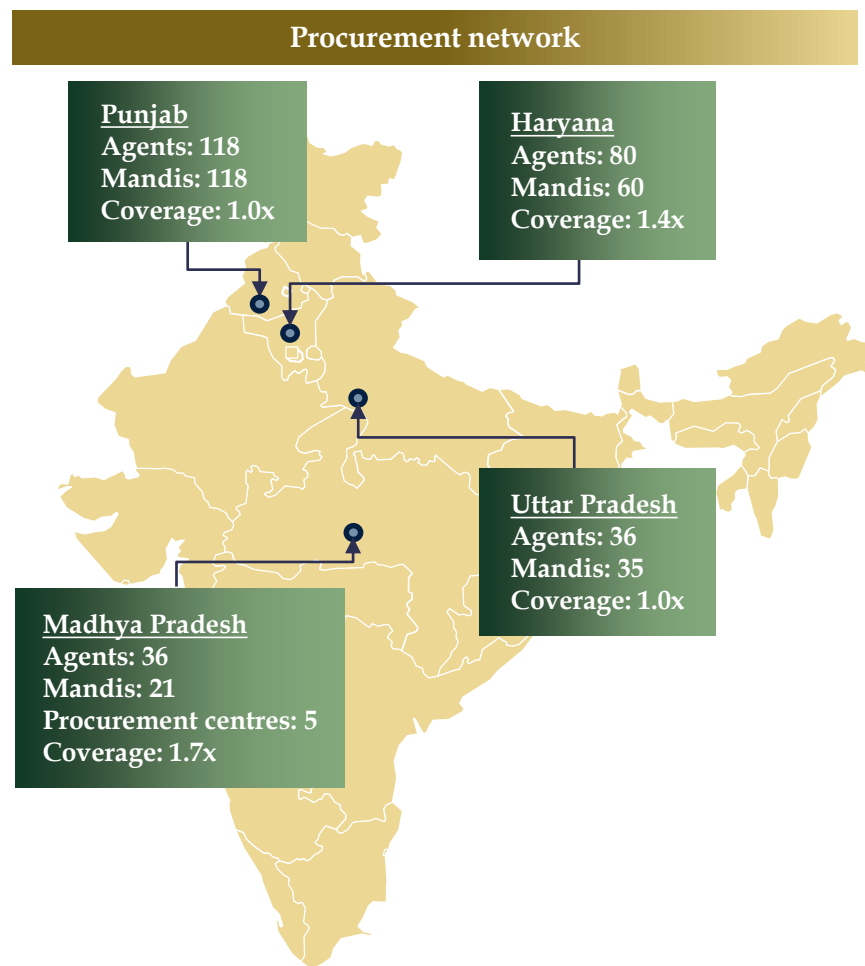 Procurement network
Punjab
Agents: 118
Mandis: 118
Coverage: 1.0x
Haryana
Agents: 80
Mandis: 60
Coverage: 1.4x
Uttar Pradesh
Agents: 36
Mandis: 35
Coverage: 1.0x
Madhya Pradesh
Agents: 36
Mandis: 21
Procurement centres: 5
Coverage: 1.7x